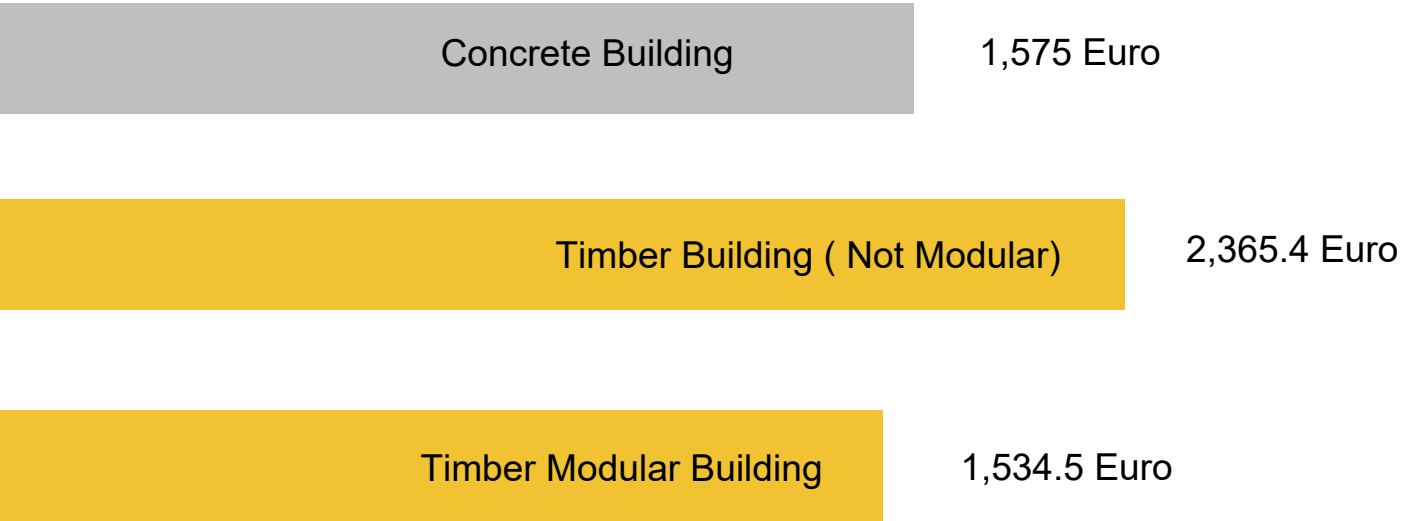 Concrete Building 1,575 Euro
Timber Building ( Not Modular) 2,365.4 Euro
Timber Modular Building 1,534.5 Euro